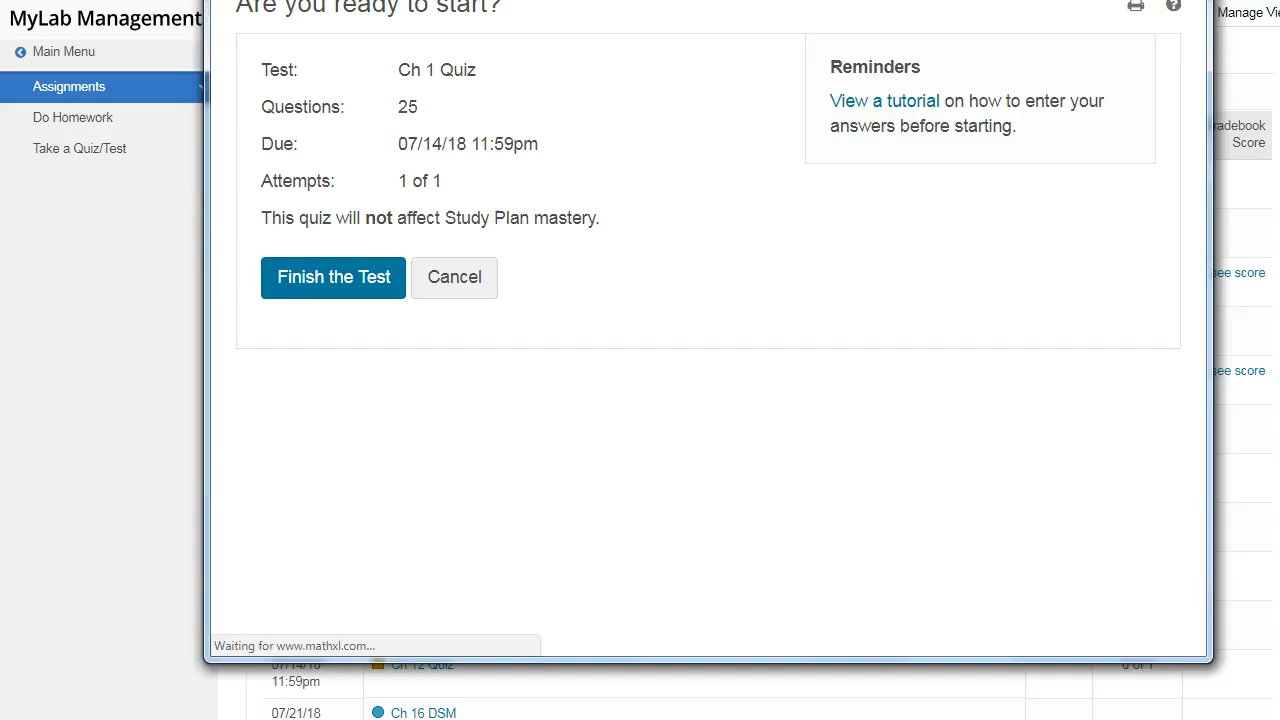 MyLab Management
Main Menu
Assignments
Do Homework
Take a Quiz/Test
Are you ready to start?
Test: Ch 1 Quiz
Questions: 25
Due: 07/14/18 11:59pm
Attempts: 1 of 1
This quiz will not affect Study Plan mastery.
Finish the Test
Cancel
Reminders
View a tutorial on how to enter your
answers before starting.
Waiting for www.mathxl.com...
Manage Vie
radebook
Score
see score
see score
07/14/18 Ch 12 Quiz 0 of 1
11:59pm
07/21/18 Ch 16 DSM